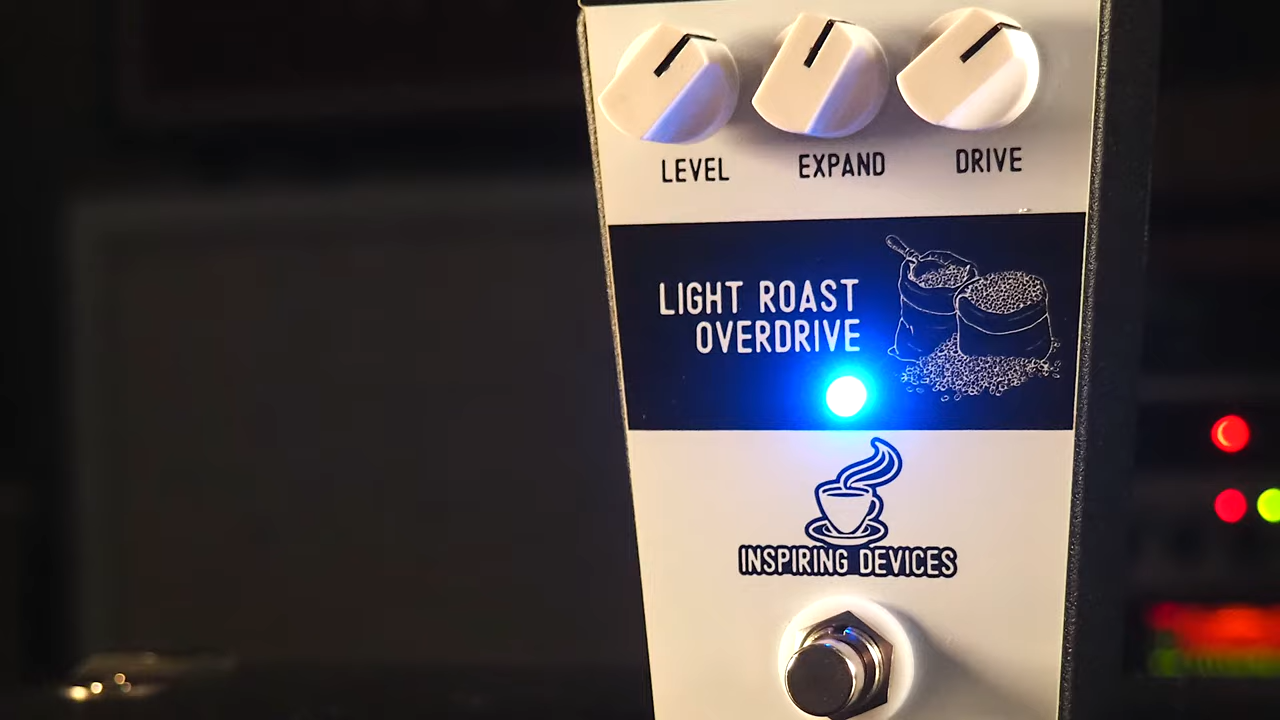 LEVEL EXPAND DRIVE
LIGHT ROAST
OVERDRIVE
INSPIRING DEVICES